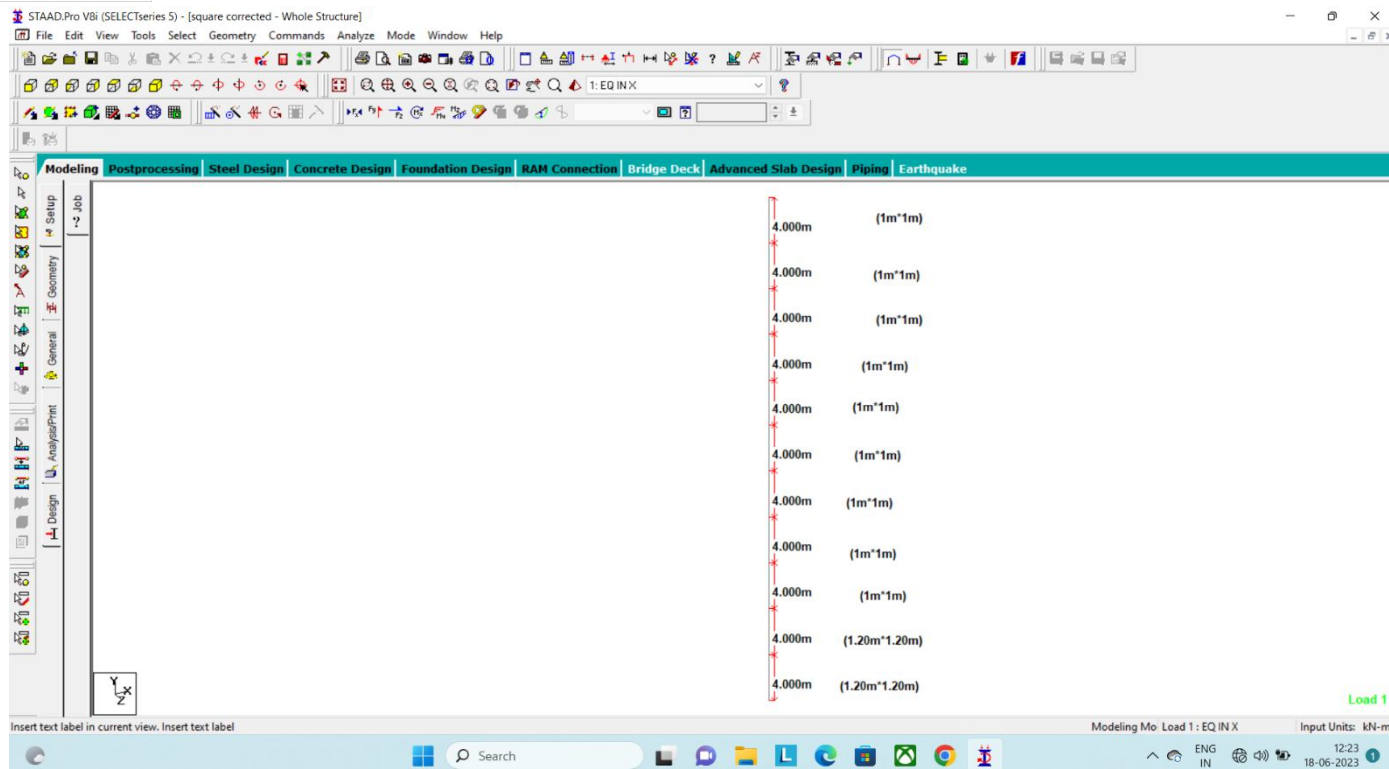 STAAD.Pro V8i (SELECTseries 5) - [square corrected - Whole Structure]
File Edit View Tools Select Geometry Commands Analyze Mode Window Help
1: EQ IN X
Modeling Postprocessing Steel Design Concrete Design Foundation Design RAM Connection Bridge Deck Advanced Slab Design Piping Earthquake
Setup
Geometry
General
Analysis/Print
Design
Job
4.000m (1m*1m)
4.000m (1m*1m)
4.000m (1m*1m)
4.000m (1m*1m)
4.000m (1m*1m)
4.000m (1m*1m)
4.000m (1m*1m)
4.000m (1m*1m)
4.000m (1m*1m)
4.000m (1.20m*1.20m)
4.000m (1.20m*1.20m)
Y
X
Z
Load 1
Insert text label in current view. Insert text label
Modeling Mo Load 1 : EQ IN X Input Units: kN-m
Search
ENG
IN
12:23
18-06-2023
1